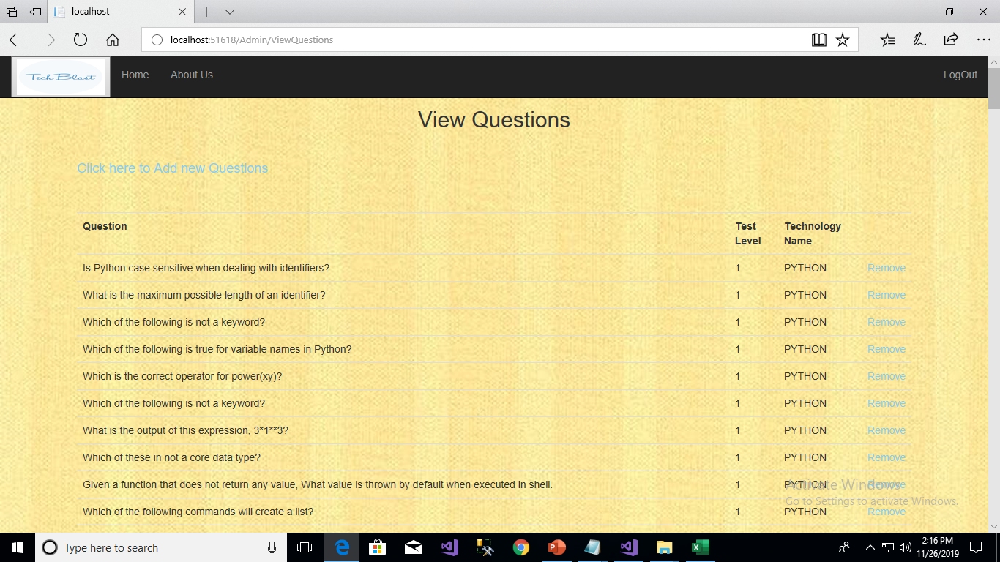 localhost
localhost:51618/Admin/ViewQuestions
Tech Blast
Home
About Us
LogOut
View Questions
Click here to Add new Questions
Question
Test Level
Technology Name
Is Python case sensitive when dealing with identifiers? 1 PYTHON Remove
What is the maximum possible length of an identifier? 1 PYTHON Remove
Which of the following is not a keyword? 1 PYTHON Remove
Which of the following is true for variable names in Python? 1 PYTHON Remove
Which is the correct operator for power(xy)? 1 PYTHON Remove
Which of the following is not a keyword? 1 PYTHON Remove
What is the output of this expression, 3*1**3? 1 PYTHON Remove
Which of these in not a core data type? 1 PYTHON Remove
Given a function that does not return any value, What value is thrown by default when executed in shell. 1 PYTHON Remove
Activate Windows
Go to Settings to activate Windows.
Which of the following commands will create a list? 1 PYTHON Remove
Type here to search
2:16 PM
11/26/2019